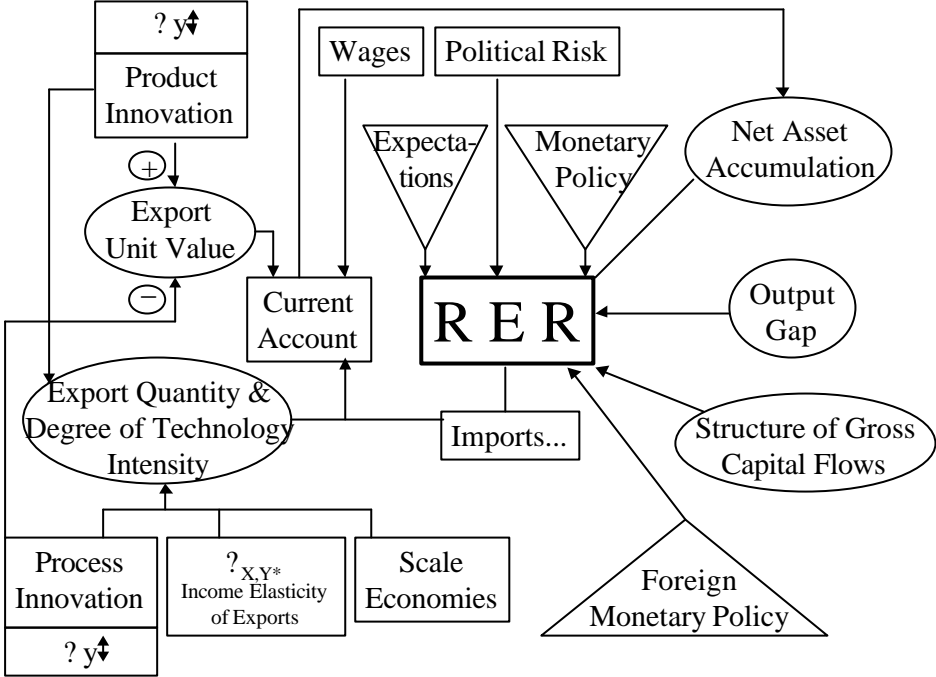 ? y
Product
Innovation
+
Export
Unit Value
−
Wages
Political Risk
Expecta-
tions
Monetary
Policy
Net Asset
Accumulation
Current
Account
R E R
Output
Gap
Export Quantity &
Degree of Technology
Intensity
Imports...
Structure of Gross
Capital Flows
Process
Innovation
? y
?X,Y*
Income Elasticity
of Exports
Scale
Economies
Foreign
Monetary Policy